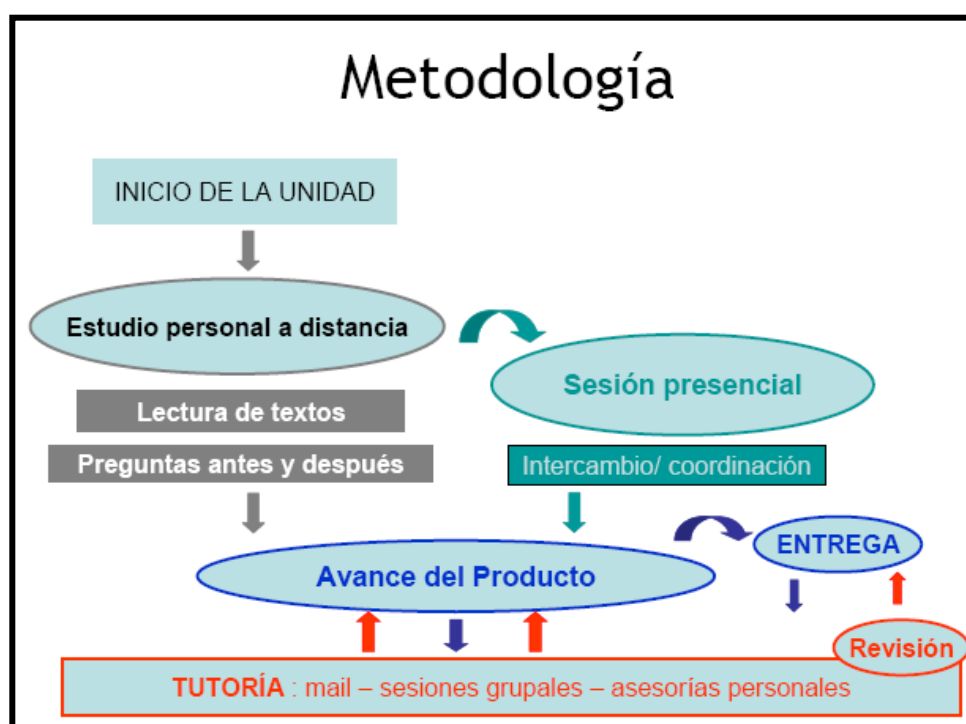 Metodología
INICIO DE LA UNIDAD
Estudio personal a distancia
Sesión presencial
Lectura de textos
Preguntas antes y después
Intercambio/ coordinación
ENTREGA
Avance del Producto
Revisión
TUTORÍA : mail – sesiones grupales – asesorías personales